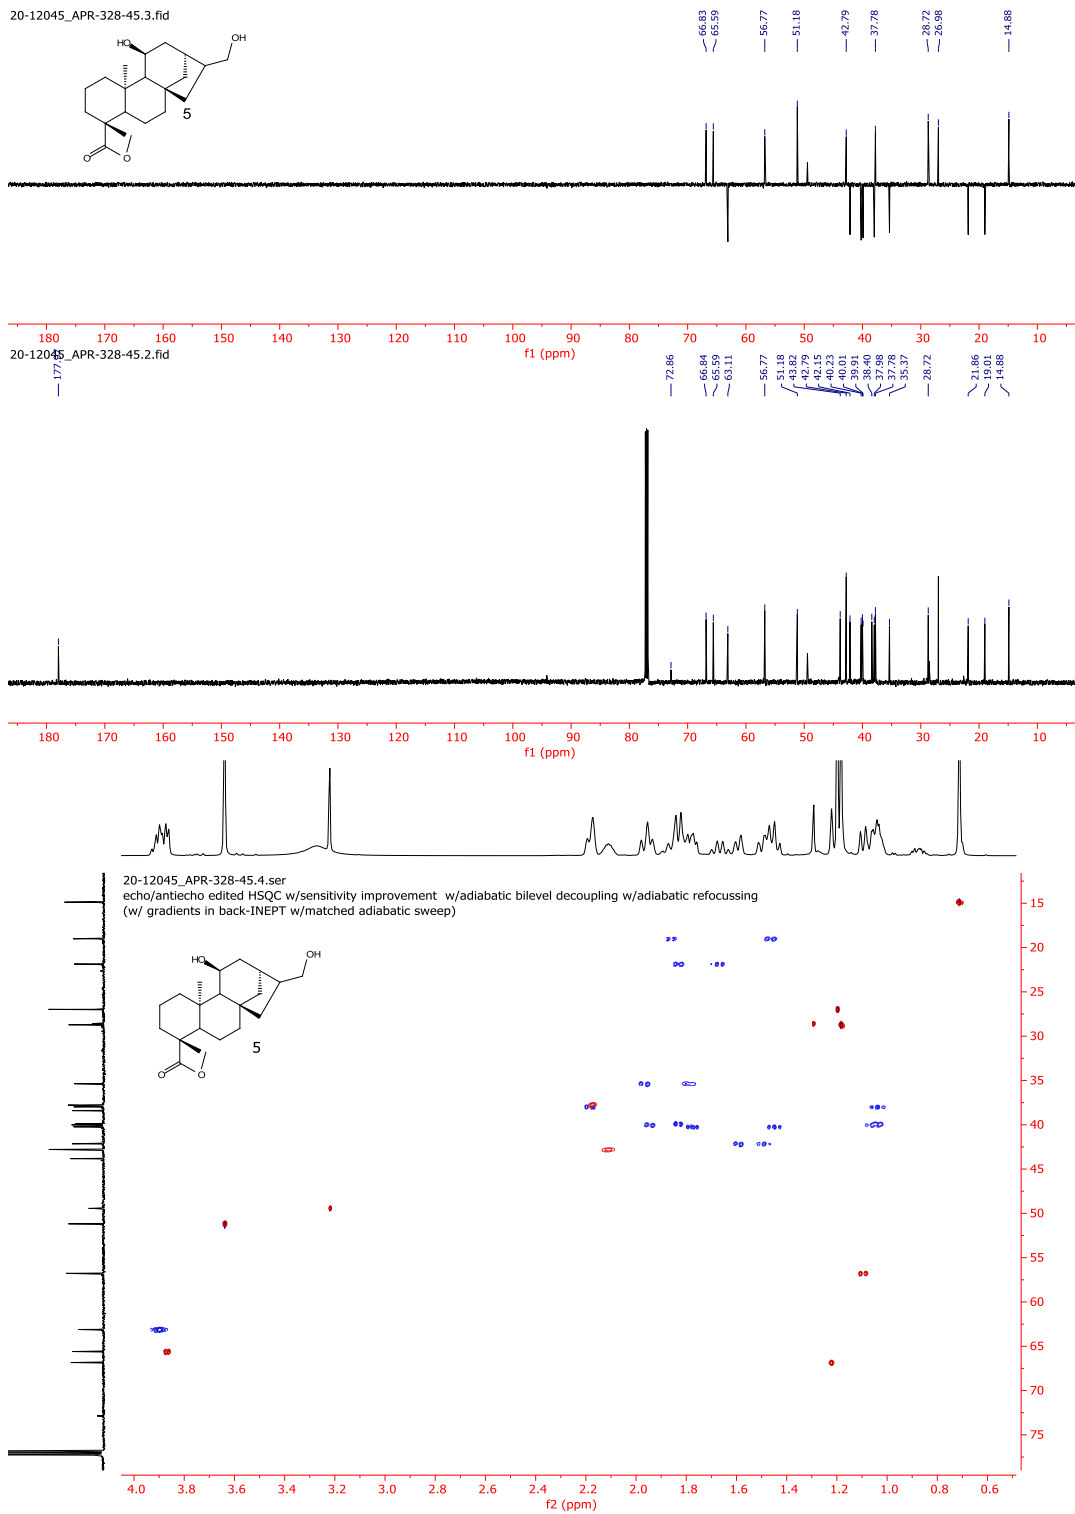 20-12045_APR-328-45.3.fid
66.83 65.59 56.77 51.18 42.79 37.78 28.72 26.98 14.88
HO OH
5
O O
180 170 160 150 140 130 120 110 100 90 80 70 60 50 40 30 20 10
f1 (ppm)
20-12045_APR-328-45.2.fid
72.86 66.84 65.59 63.11 56.77 51.18 43.82 42.79 42.15 40.23 40.01 39.91 38.40 37.98 37.78 35.37 28.72 21.86 19.01 14.88
180 170 160 150 140 130 120 110 100 90 80 70 60 50 40 30 20 10
f1 (ppm)
20-12045_APR-328-45.4.ser
echo/antiecho edited HSQC w/sensitivity improvement w/adiabatic bilevel decoupling w/adiabatic refocussing
(w/ gradients in back-INEPT w/matched adiabatic sweep)
HO OH
5
O O
15
20
25
30
35
40
45
50
55
60
65
70
75
4.0 3.8 3.6 3.4 3.2 3.0 2.8 2.6 2.4 2.2 2.0 1.8 1.6 1.4 1.2 1.0 0.8 0.6
f2 (ppm)